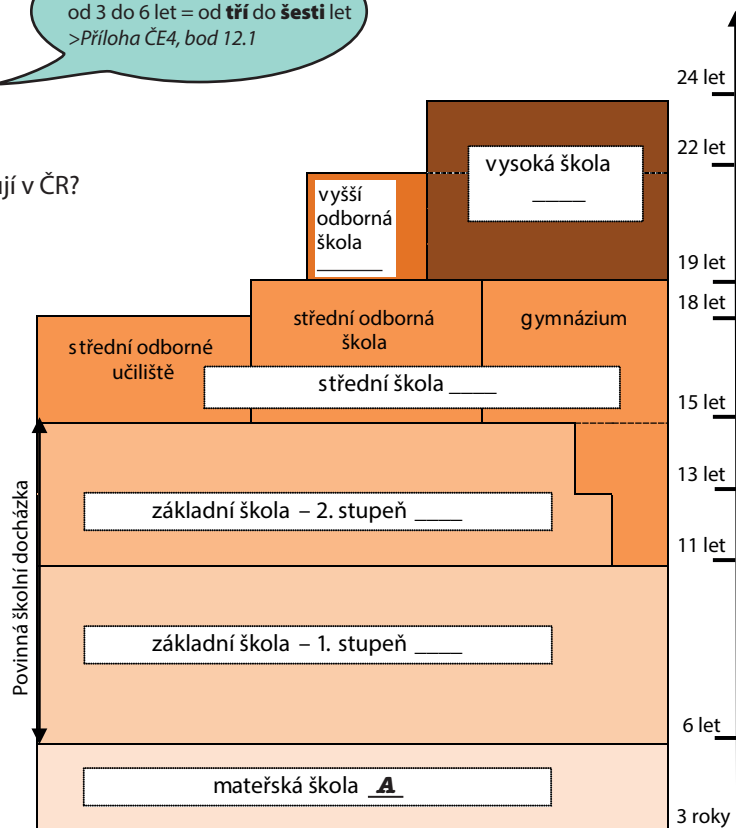 od 3 do 6 let = od tří do šesti let
>Příloha ČE4, bod 12.1
24 let
22 let
ují v ČR?
vysoká škola
____
vyšší
odborná
škola
______
19 let
18 let
střední odborná
škola
gymnázium
střední odborné
učiliště
střední škola ____
15 let
13 let
základní škola – 2. stupeň ____
11 let
Povinná školní docházka
základní škola – 1. stupeň ____
6 let
mateřská škola _A_
3 roky